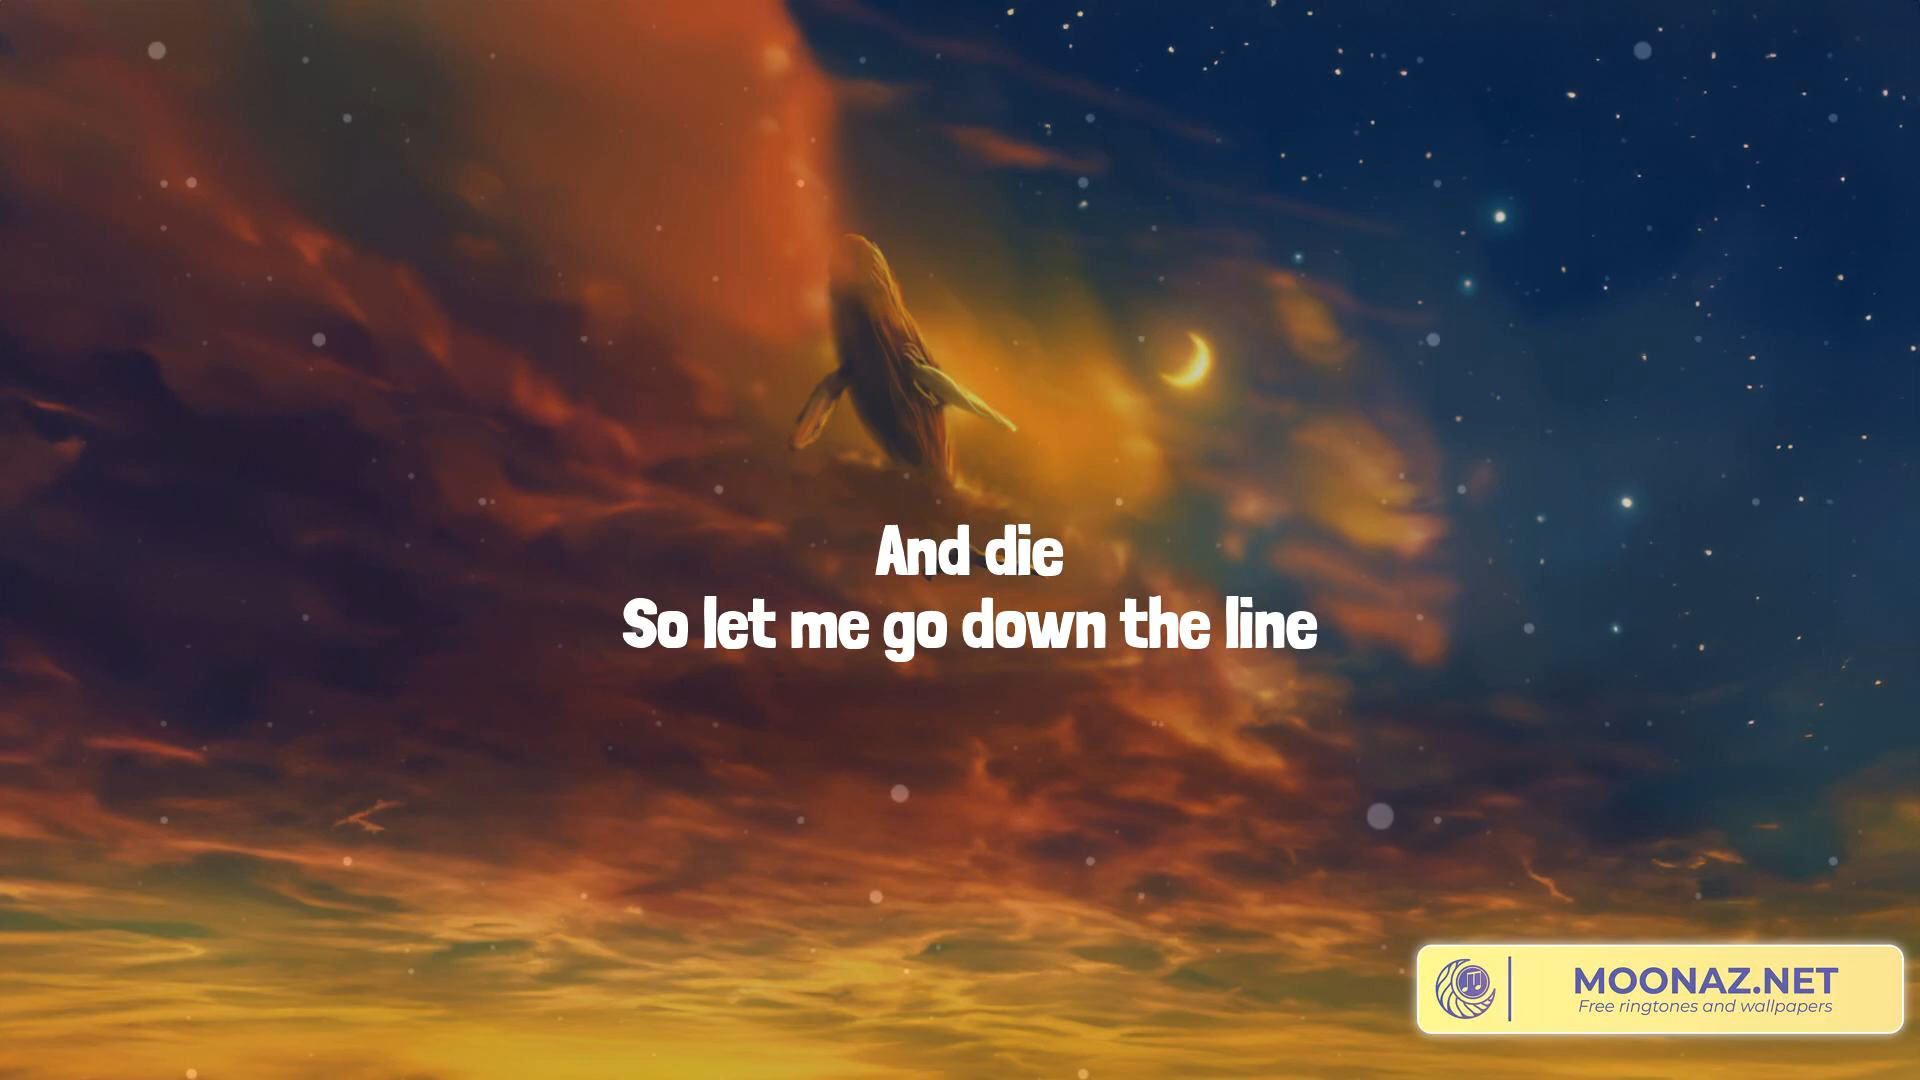 And die
So let me go down the line
MOONAZ.NET
Free ringtones and wallpapers